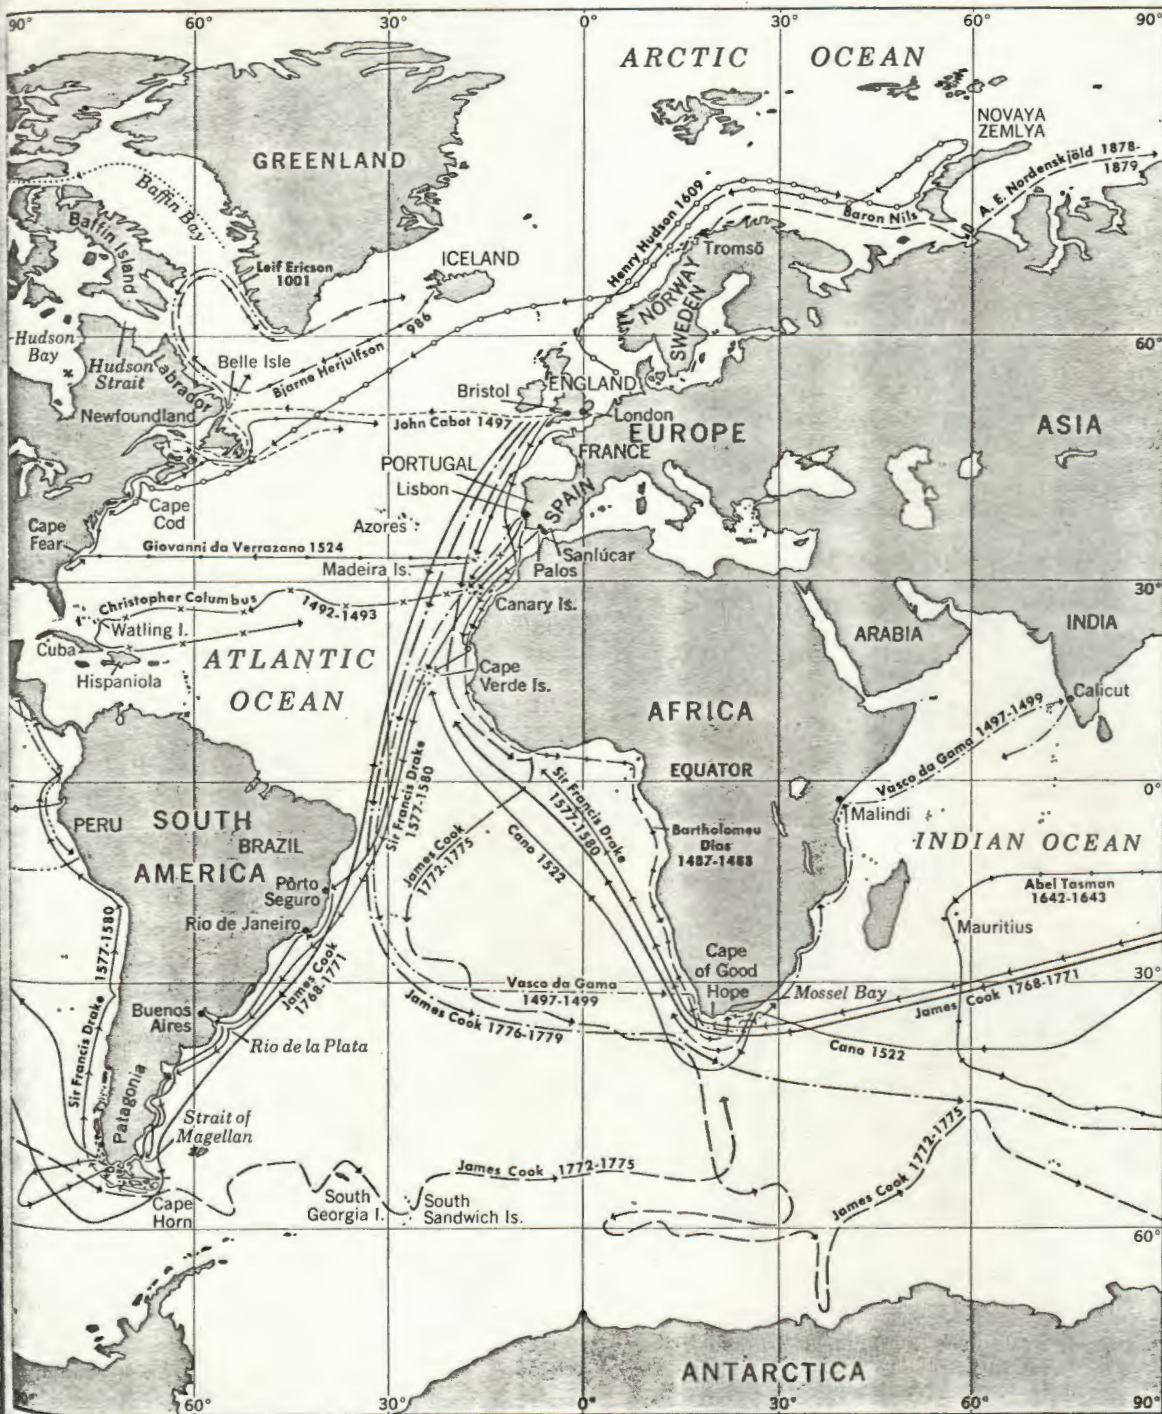 90°
60°
30°
0°
30°
60°
90°
ARCTIC OCEAN
NOVAYA
ZEMLYA
GREENLAND
A. E. Nordenskjöld 1878-
1879
Baffin Bay
Baffin Island
Henry Hudson 1609
Baron Nils
Tromsö
Leif Ericson
1001
ICELAND
NORWAY
SWEDEN
986
Hudson
Bay
60°
Hudson
Strait
Belle Isle
Bjarne Herjulfson
Labrador
Bristol
ENGLAND
Newfoundland
London
John Cabot 1497
EUROPE
ASIA
FRANCE
PORTUGAL
Lisbon
SPAIN
Cape
Cod
Azores
Cape
Fear
Giovanni da Verrazano 1524
Sanlúcar
Madeira Is.
Palos
30°
Christopher Columbus
1492-1493
Canary Is.
Watling I.
INDIA
ARABIA
Cuba
ATLANTIC
OCEAN
Hispaniola
Cape
Verde Is.
Calicut
AFRICA
Vasco da Gama 1497-1499
EQUATOR
0°
Sir Francis Drake
1577-1580
Sir Francis Drake
1577-1580
Malindi
PERU
SOUTH
AMERICA
BRAZIL
James Cook
1772-1775
Cano 1522
Bartholomeu
Dias
1487-1488
INDIAN OCEAN
Pôrto
Seguro
Abel Tasman
1642-1643
Rio de Janeiro
Mauritius
Sir Francis Drake 1577-1580
James Cook
1768-1771
Cape
of Good
Hope
Vasco da Gama
1497-1499
30°
Mossel Bay
James Cook 1768-1771
Buenos
Aires
James Cook 1776-1779
Rio de la Plata
Cano 1522
Patagonia
Strait of
Magellan
James Cook 1772-1775
James Cook 1772-1775
Cape
Horn
South
Georgia I.
South
Sandwich Is.
60°
ANTARCTICA
90°
60°
30°
0°
30°
60°
90°